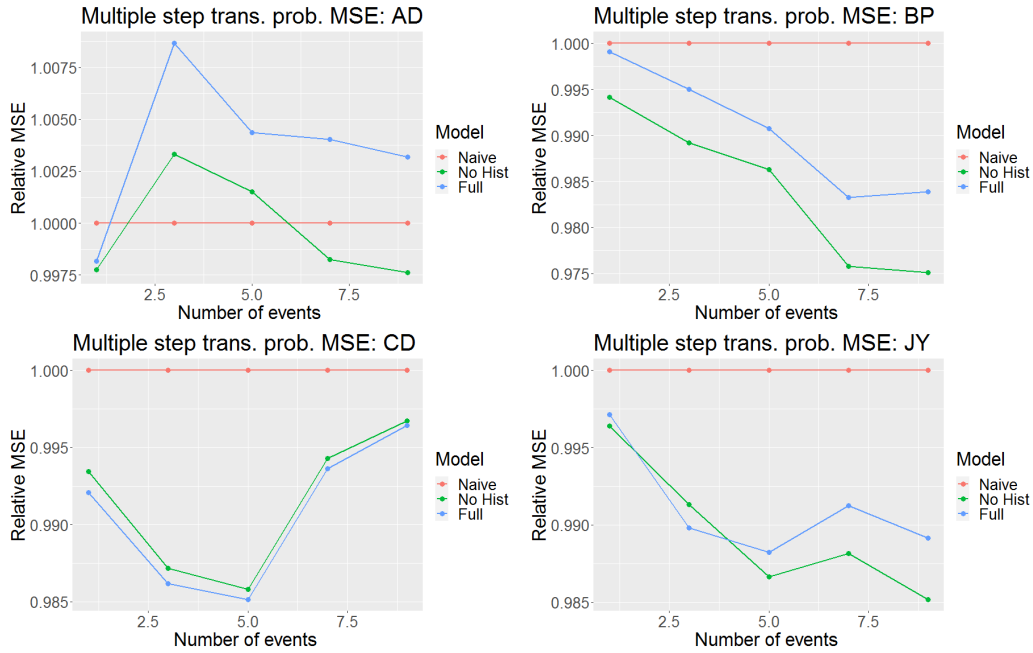 Multiple step trans. prob. MSE: AD
Relative MSE
1.0075
1.0050
1.0025
1.0000
0.9975
2.5
5.0
7.5
Number of events
Model
Naive
No Hist
Full
Multiple step trans. prob. MSE: BP
Relative MSE
1.000
0.995
0.990
0.985
0.980
0.975
2.5
5.0
7.5
Number of events
Model
Naive
No Hist
Full
Multiple step trans. prob. MSE: CD
Relative MSE
1.000
0.995
0.990
0.985
2.5
5.0
7.5
Number of events
Model
Naive
No Hist
Full
Multiple step trans. prob. MSE: JY
Relative MSE
1.000
0.995
0.990
0.985
2.5
5.0
7.5
Number of events
Model
Naive
No Hist
Full